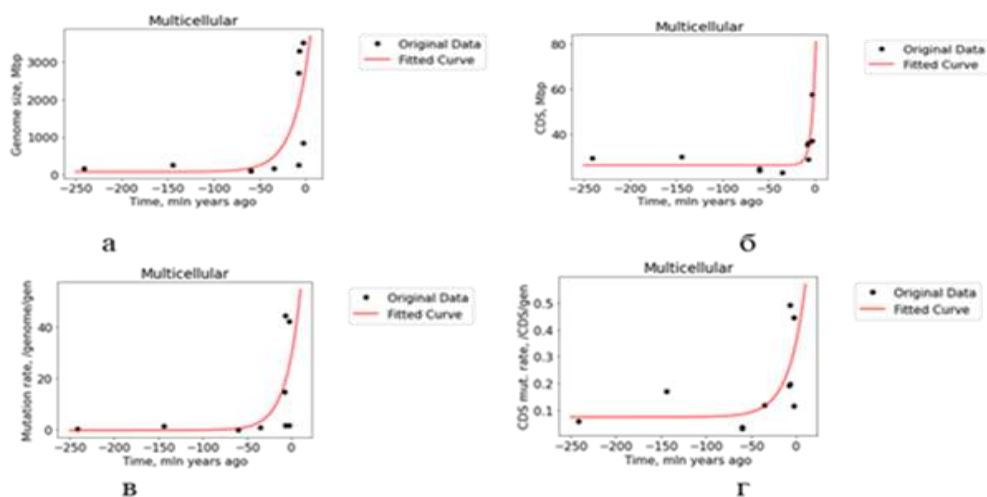 Multicellular
Genome size, Mbp
3000
2000
1000
0
−250 −200 −150 −100 −50 0
Time, mln years ago
Original Data
Fitted Curve
а
Multicellular
CDS, Mbp
80
60
40
−250 −200 −150 −100 −50 0
Time, mln years ago
Original Data
Fitted Curve
б
Multicellular
Mutation rate, /genome/gen
40
20
0
−250 −200 −150 −100 −50 0
Time, mln years ago
Original Data
Fitted Curve
в
Multicellular
CDS mut. rate, /CDS/gen
0.5
0.4
0.3
0.2
0.1
−250 −200 −150 −100 −50 0
Time, mln years ago
Original Data
Fitted Curve
г